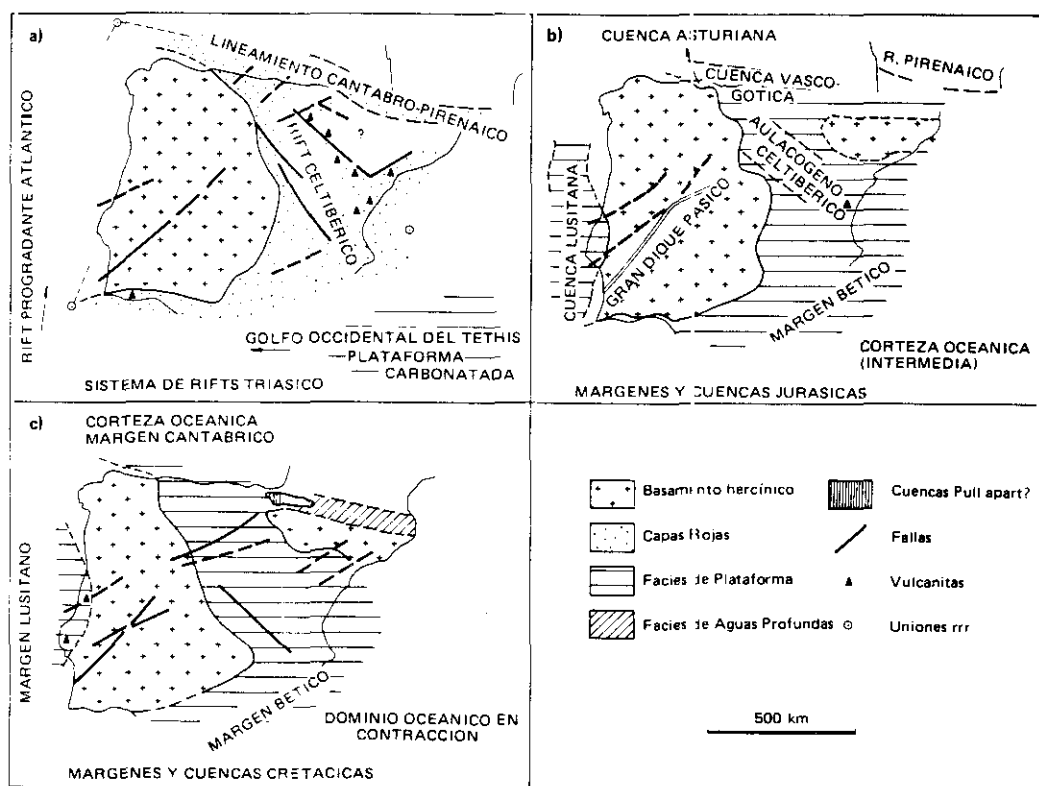 a)
LINEAMIENTO CANTABRO-PIRENAICO
RIFT CELTIBERICO
?
RIFT PROGRADANTE ATLANTICO
GOLFO OCCIDENTAL DEL TETHIS
PLATAFORMA
CARBONATADA
SISTEMA DE RIFTS TRIASICO
b)
CUENCA ASTURIANA
R. PIRENAICO
CUENCA VASCO-
GOTICA
AULACOGENO
CELTIBERICO
CUENCA LUSITANA
GRAN DIQUE PASICO
MARGEN BETICO
CORTEZA OCEANICA
(INTERMEDIA)
MARGENES Y CUENCAS JURASICAS
c)
CORTEZA OCEANICA
MARGEN CANTABRICO
MARGEN LUSITANO
MARGEN BETICO
DOMINIO OCEANICO EN
CONTRACCION
MARGENES Y CUENCAS CRETACICAS
Basamento hercínico
Capas Rojas
Facies de Plataforma
Facies de Aguas Profundas
Cuencas Pull apart?
Fallas
Vulcanitas
Uniones rrr
500 km